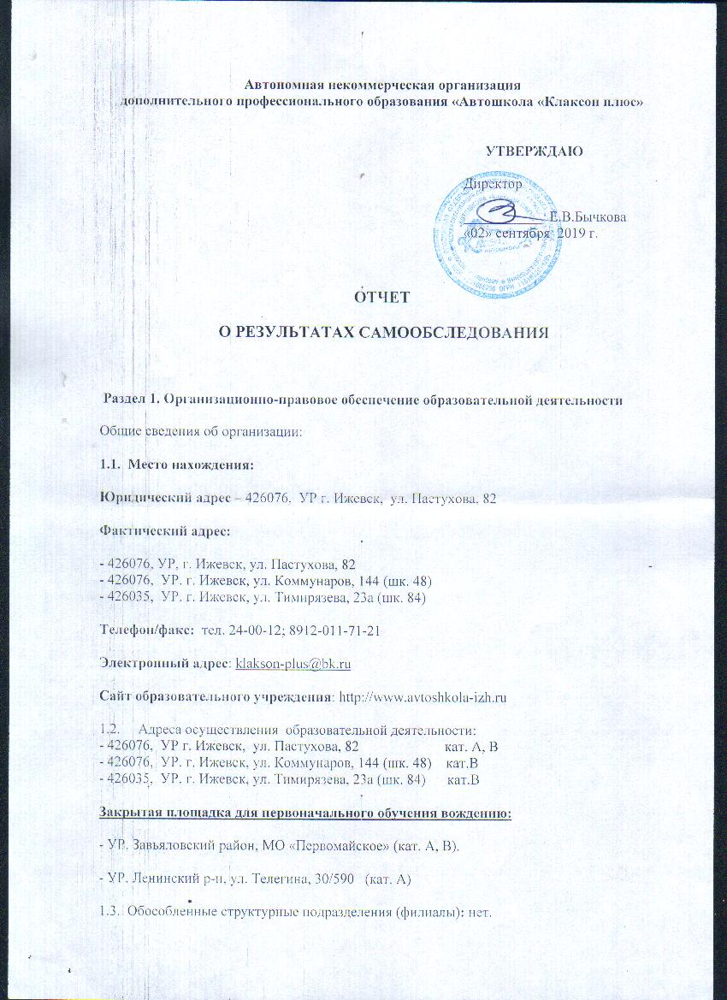 Автономная некоммерческая организация
дополнительного профессионального образования «Автошкола «Клаксон плюс»
УТВЕРЖДАЮ
Директор
Е.В.Бычкова
«02» сентября 2019 г.
ОТЧЕТ
О РЕЗУЛЬТАТАХ САМООБСЛЕДОВАНИЯ
Раздел 1. Организационно-правовое обеспечение образовательной деятельности
Общие сведения об организации:
1.1. Место нахождения:
Юридический адрес – 426076, УР г. Ижевск, ул. Пастухова, 82
Фактический адрес:
- 426076, УР, г. Ижевск, ул. Пастухова, 82
- 426076, УР. г. Ижевск, ул. Коммунаров, 144 (шк. 48)
- 426035, УР. г. Ижевск, ул. Тимирязева, 23а (шк. 84)
Телефон/факс: тел. 24-00-12; 8912-011-71-21
Электронный адрес: klakson-plus@bk.ru
Сайт образовательного учреждения: http://www.avtoshkola-izh.ru
1.2. Адреса осуществления образовательной деятельности:
- 426076, УР г. Ижевск, ул. Пастухова, 82 кат. А, В
- 426076, УР. г. Ижевск, ул. Коммунаров, 144 (шк. 48) кат.В
- 426035, УР. г. Ижевск, ул. Тимирязева, 23а (шк. 84) кат.В
Закрытая площадка для первоначального обучения вождению:
- УР, Завьяловский район, МО «Первомайское» (кат. А, В).
- УР. Ленинский р-н, ул. Телегина, 30/590 (кат. А)
1.3. Обособленные структурные подразделения (филиалы): нет.